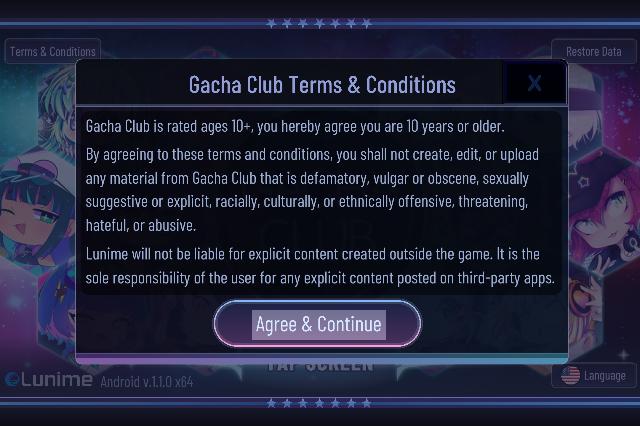 Terms & Conditions
Restore Data
Gacha Club Terms & Conditions
X
Gacha Club is rated ages 10+, you hereby agree you are 10 years or older.
By agreeing to these terms and conditions, you shall not create, edit, or upload
any material from Gacha Club that is defamatory, vulgar or obscene, sexually
suggestive or explicit, racially, culturally, or ethnically offensive, threatening,
hateful, or abusive.
CLUB
Lunime will not be liable for explicit content created outside the game. It is the
sole responsibility of the user for any explicit content posted on third-party apps.
Agree & Continue
TAP SCREEN
Lunime Android v.1.1.0 x64
Language